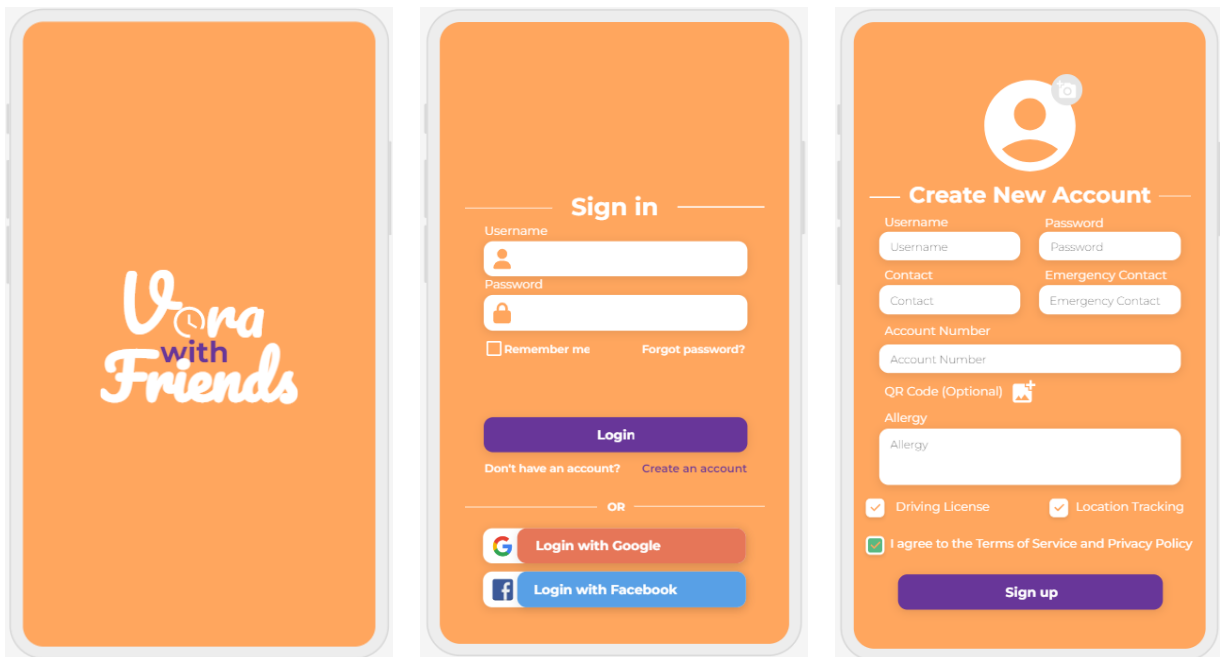 Vora
with
Friends
Sign in
Username
Password
Remember me Forgot password?
Login
Don't have an account? Create an account
OR
Login with Google
Login with Facebook
Create New Account
Username Password
Username Password
Contact Emergency Contact
Contact Emergency Contact
Account Number
Account Number
QR Code (Optional)
Allergy
Allergy
Driving License Location Tracking
I agree to the Terms of Service and Privacy Policy
Sign up